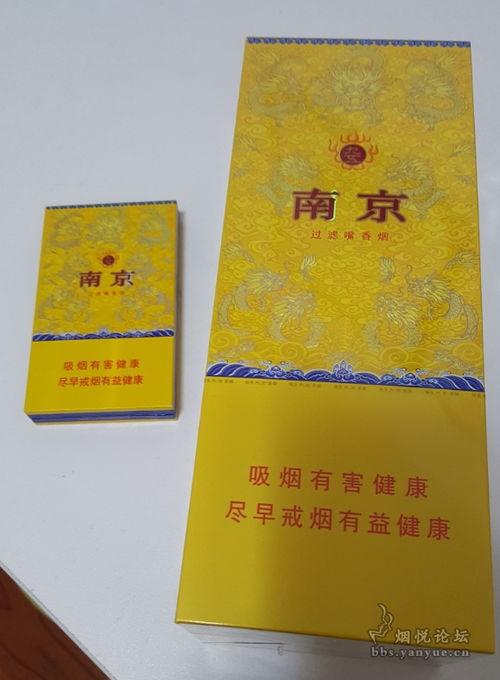 南京
过滤嘴香烟
吸烟有害健康
尽早戒烟有益健康
南京
过滤嘴香烟
吸烟有害健康
尽早戒烟有益健康
烟悦论坛
bbs.yanyue.cn